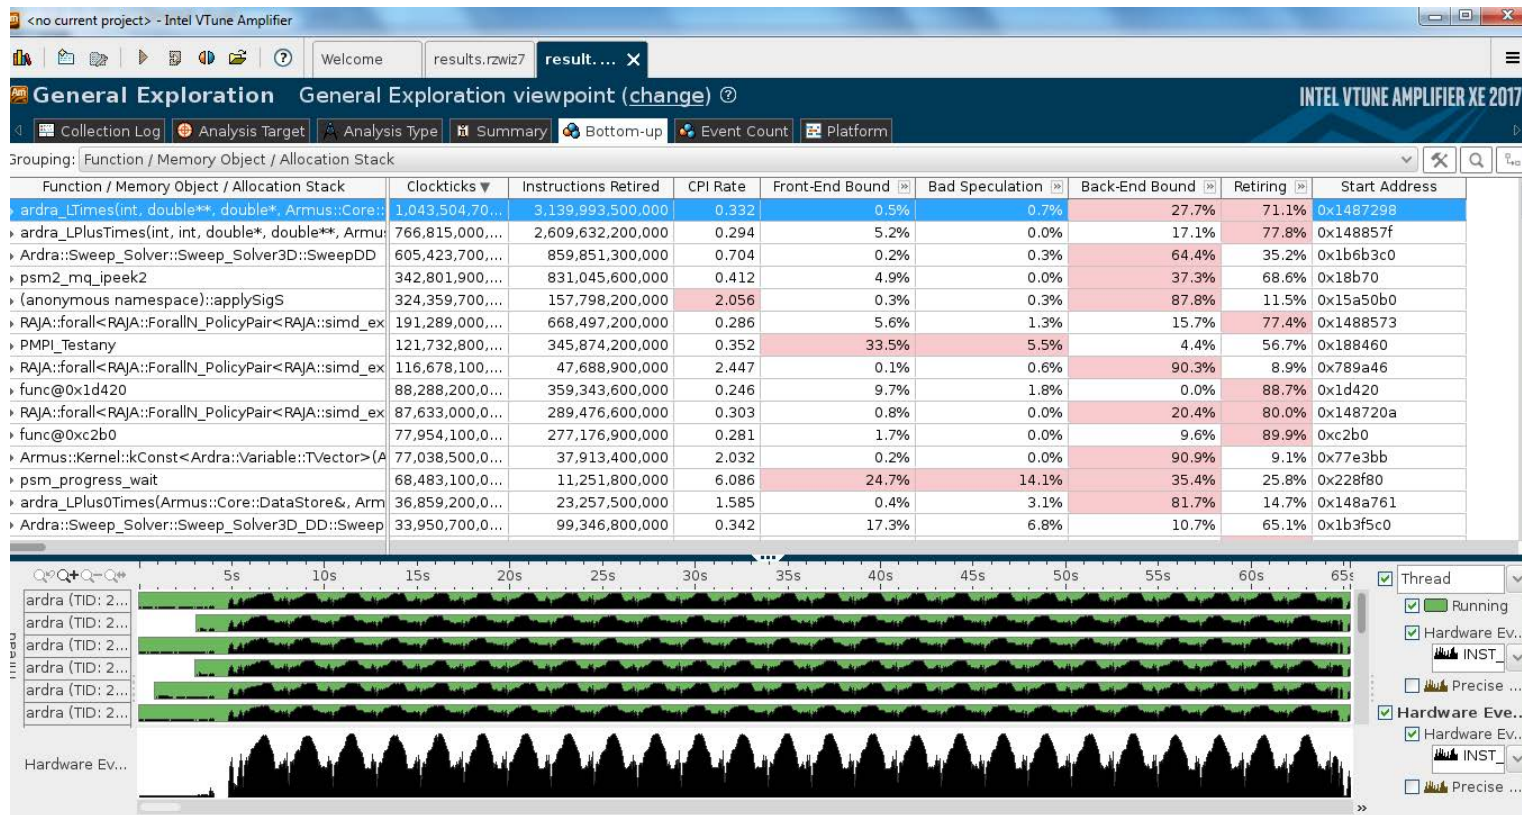 <no current project> - Intel VTune Amplifier
Welcome results.rzwiz7 result. ...
General Exploration General Exploration viewpoint (change) INTEL VTUNE AMPLIFIER XE 2017
Collection Log Analysis Target Analysis Type Summary Bottom-up Event Count Platform
Grouping: Function / Memory Object / Allocation Stack
Function / Memory Object / Allocation Stack Clockticks Instructions Retired CPI Rate Front-End Bound Bad Speculation Back-End Bound Retiring Start Address
ardra_LTimes(int, double**, double*, Armus::Core:: 1,043,504,70... 3,139,993,500,000 0.332 0.5% 0.7% 27.7% 71.1% 0x1487298
ardra_LPlusTimes(int, int, double*, double**, Armu: 766,815,000,... 2,609,632,200,000 0.294 5.2% 0.0% 17.1% 77.8% 0x148857f
Ardra::Sweep_Solver::Sweep_Solver3D::SweepDD 605,423,700,... 859,851,300,000 0.704 0.2% 0.3% 64.4% 35.2% 0x1b6b3c0
psm2_mq_ipeek2 342,801,900,... 831,045,600,000 0.412 4.9% 0.0% 37.3% 68.6% 0x18b70
(anonymous namespace)::applySigS 324,359,700,... 157,798,200,000 2.056 0.3% 0.3% 87.8% 11.5% 0x15a50b0
RAJA::forall<RAJA::ForallN_PolicyPair<RAJA::simd_ex 191,289,000,... 668,497,200,000 0.286 5.6% 1.3% 15.7% 77.4% 0x1488573
PMPI_Testany 121,732,800,... 345,874,200,000 0.352 33.5% 5.5% 4.4% 56.7% 0x188460
RAJA::forall<RAJA::ForallN_PolicyPair<RAJA::simd_ex 116,678,100,... 47,688,900,000 2.447 0.1% 0.6% 90.3% 8.9% 0x789a46
func@0x1d420 88,288,200,0... 359,343,600,000 0.246 9.7% 1.8% 0.0% 88.7% 0x1d420
RAJA::forall<RAJA::ForallN_PolicyPair<RAJA::simd_ex 87,633,000,0... 289,476,600,000 0.303 0.8% 0.0% 20.4% 80.0% 0x148720a
func@0xc2b0 77,954,100,0... 277,176,900,000 0.281 1.7% 0.0% 9.6% 89.9% 0xc2b0
Armus::Kernel::kConst<Ardra::Variable::TVector>(A 77,038,500,0... 37,913,400,000 2.032 0.2% 0.0% 90.9% 9.1% 0x77e3bb
psm_progress_wait 68,483,100,0... 11,251,800,000 6.086 24.7% 14.1% 35.4% 25.8% 0x228f80
ardra_LPlus0Times(Armus::Core::DataStore&, Arm 36,859,200,0... 23,257,500,000 1.585 0.4% 3.1% 81.7% 14.7% 0x148a761
Ardra::Sweep_Solver::Sweep_Solver3D_DD::Sweep 33,950,700,0... 99,346,800,000 0.342 17.3% 6.8% 10.7% 65.1% 0x1b3f5c0
5s 10s 15s 20s 25s 30s 35s 40s 45s 50s 55s 60s 65s Thread
ardra (TID: 2... Running
ardra (TID: 2... Hardware Ev...
ardra (TID: 2... INST_
ardra (TID: 2...
ardra (TID: 2... Precise ...
ardra (TID: 2... Hardware Eve...
Hardware Ev...
Hardware Ev... INST_
Precise ...